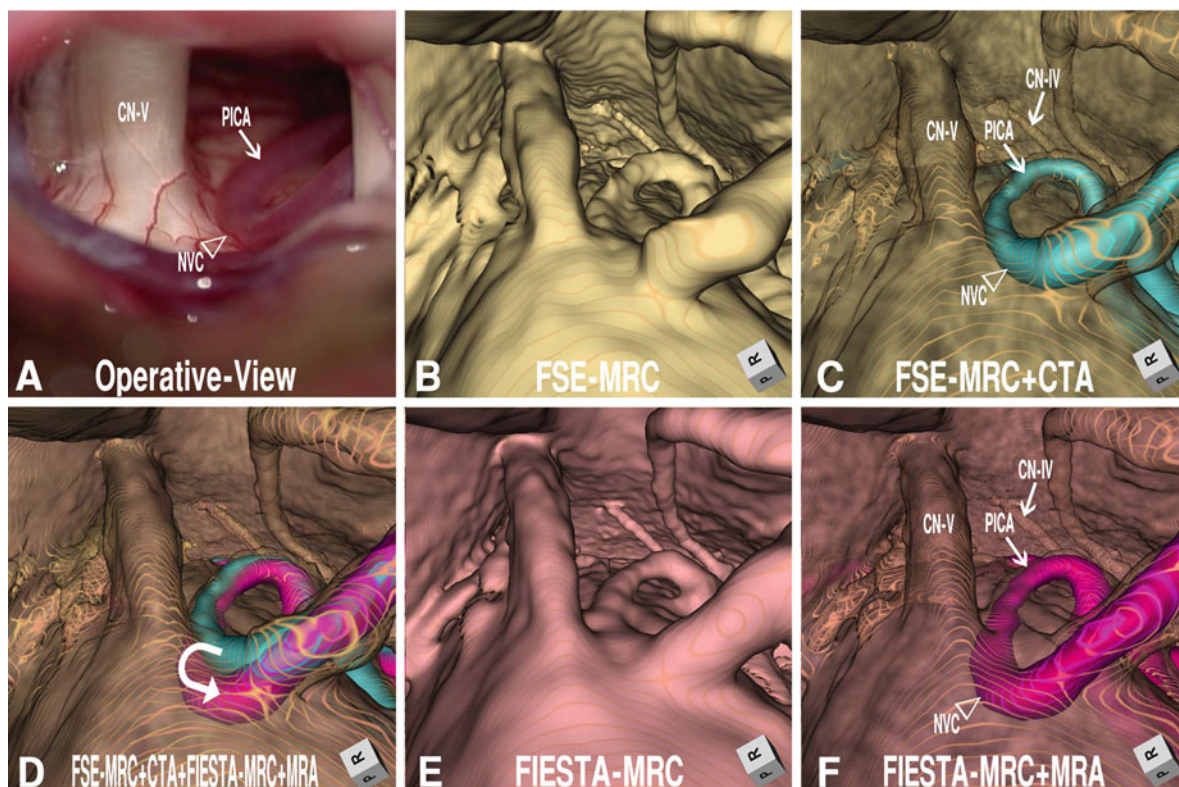 CN-V
PICA
NVC
A Operative-View
B FSE-MRC
P R
CN-IV
CN-V
PICA
NVC
C FSE-MRC+CTA
P R
D FSE-MRC+CTA+FIESTA-MRC+MRA
P R
E FIESTA-MRC
P R
CN-IV
CN-V
PICA
NVC
F FIESTA-MRC+MRA
P R